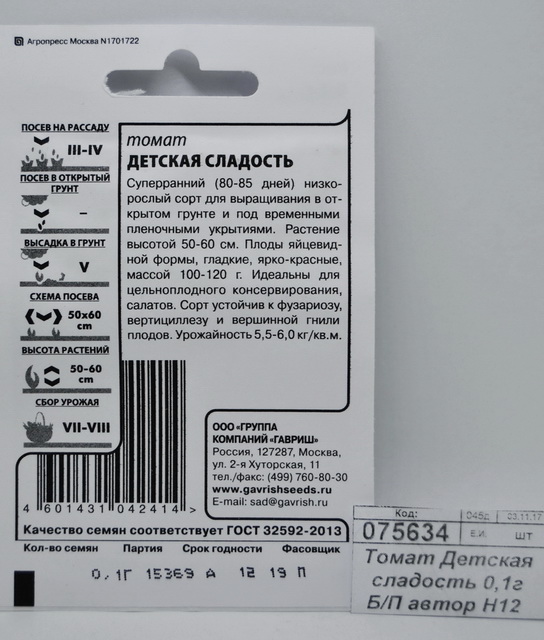 Агропресс Москва N1701722
ПОСЕВ НА РАССАДУ
III-IV
ПОСЕВ В ОТКРЫТЫЙ
ГРУНТ
–
ВЫСАДКА В ГРУНТ
V
СХЕМА ПОСЕВА
50х60
cm
ВЫСОТА РАСТЕНИЙ
50-60
cm
СБОР УРОЖАЯ
VII-VIII
томат
ДЕТСКАЯ СЛАДОСТЬ
Суперранний (80-85 дней) низко-
рослый сорт для выращивания в от-
крытом грунте и под временными
пленочными укрытиями. Растение
высотой 50-60 см. Плоды яйцевид-
ной формы, гладкие, ярко-красные,
массой 100-120 г. Идеальны для
цельноплодного консервирования,
салатов. Сорт устойчив к фузариозу,
вертициллезу и вершинной гнили
плодов. Урожайность 5,5-6,0 кг/кв.м.
ООО «ГРУППА
КОМПАНИЙ «ГАВРИШ»
Россия, 127287, Москва,
ул. 2-я Хуторская, 11
тел./факс: (499) 760-80-30
www.gavrishseeds.ru
E-mail: sad@gavrish.ru
4 601431 042414 >
Качество семян соответствует ГОСТ 32592-2013
Кол-во семян Партия Срок годности Фасовщик
0,1Г 15369 А 12 19 П
Код: 045д 03.11.17
075634 Е.И. шт
Томат Детская
сладость 0,1г
Б/П автор Н12